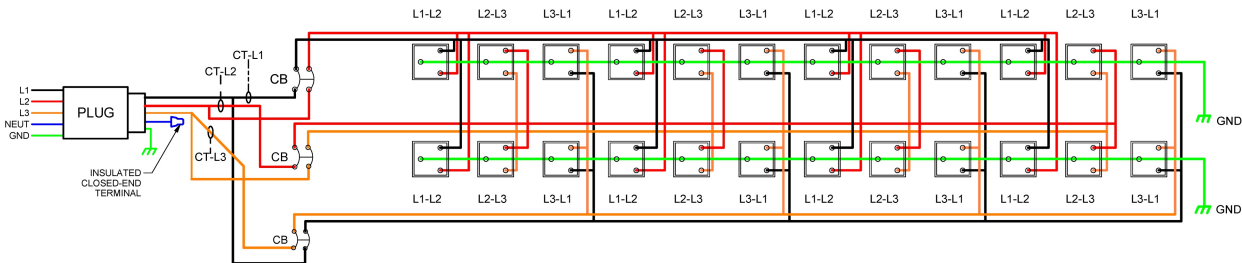 L1-L2 L2-L3 L3-L1 L1-L2 L2-L3 L3-L1 L1-L2 L2-L3 L3-L1 L1-L2 L2-L3 L3-L1
CT-L1
CT-L2
CB
L1
L2
L3
NEUT
GND
PLUG
GND
CT-L3
CB
INSULATED
CLOSED-END
TERMINAL
L1-L2 L2-L3 L3-L1 L1-L2 L2-L3 L3-L1 L1-L2 L2-L3 L3-L1 L1-L2 L2-L3 L3-L1
GND
CB